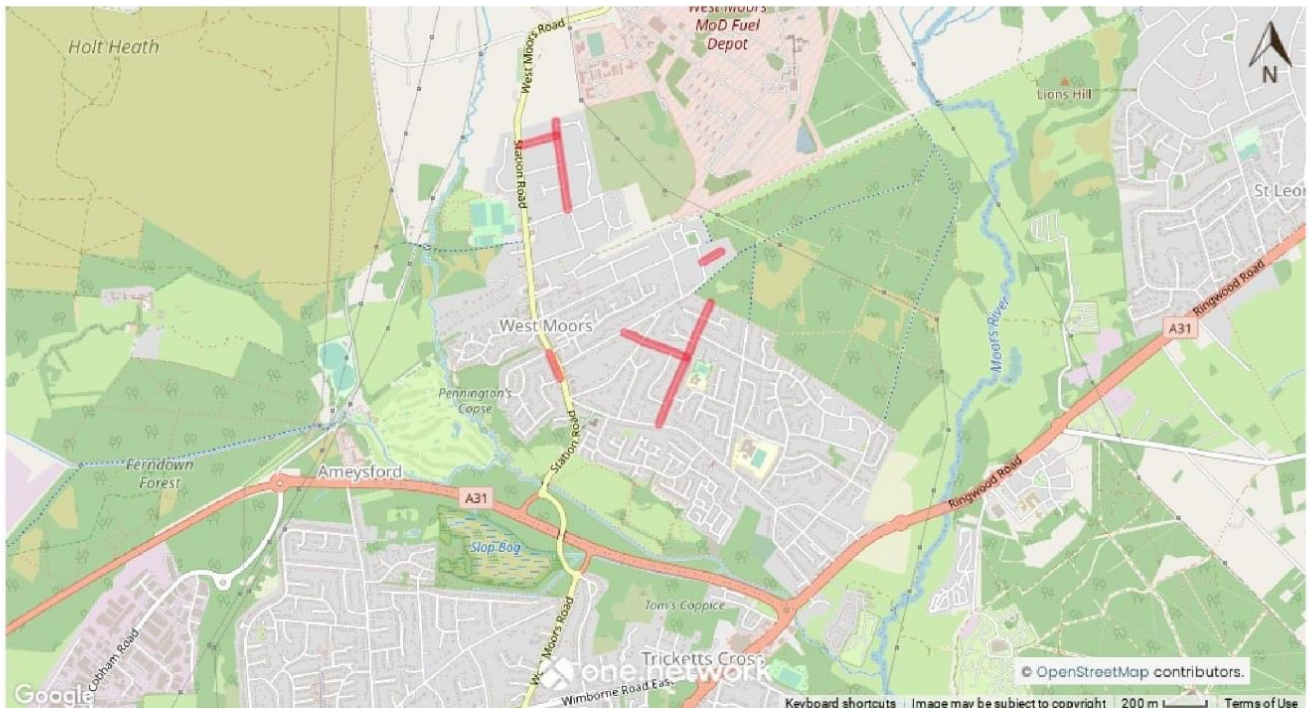 West Moors
MoD Fuel
Depot
Holt Heath
West Moors Road
N
Lions Hill
Station Road
St Leon
Ringwood Road
A31
Moors River
West Moors
Pennington's
Copse
Station Road
Ferndown
Forest
Ameysford
A31
Ringwood Road
Slop Bog
Tom's Coppice
Cobham Road
West Moors Road
Tricketts Cross
one.network
Wimborne Road East
© OpenStreetMap contributors.
Google
Keyboard shortcuts Image may be subject to copyright 200 m Terms of Use